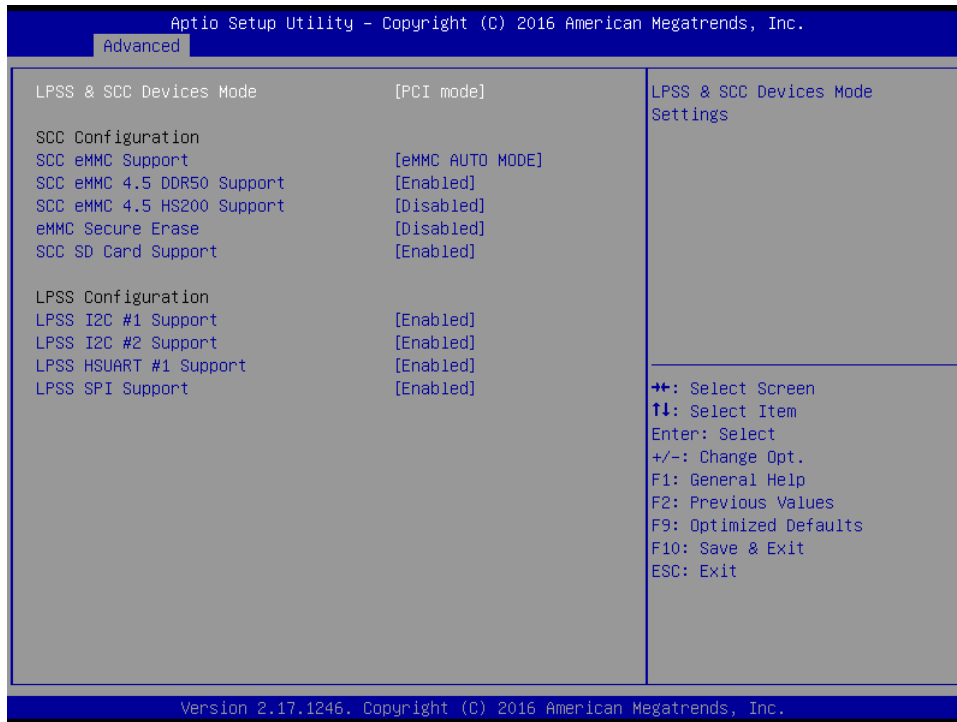 Aptio Setup Utility – Copyright (C) 2016 American Megatrends, Inc.
Advanced
LPSS & SCC Devices Mode [PCI mode]
SCC Configuration
SCC eMMC Support [eMMC AUTO MODE]
SCC eMMC 4.5 DDR50 Support [Enabled]
SCC eMMC 4.5 HS200 Support [Disabled]
eMMC Secure Erase [Disabled]
SCC SD Card Support [Enabled]
LPSS Configuration
LPSS I2C #1 Support [Enabled]
LPSS I2C #2 Support [Enabled]
LPSS HSUART #1 Support [Enabled]
LPSS SPI Support [Enabled]
LPSS & SCC Devices Mode
Settings
→←: Select Screen
↑↓: Select Item
Enter: Select
+/-: Change Opt.
F1: General Help
F2: Previous Values
F9: Optimized Defaults
F10: Save & Exit
ESC: Exit
Version 2.17.1246. Copyright (C) 2016 American Megatrends, Inc.